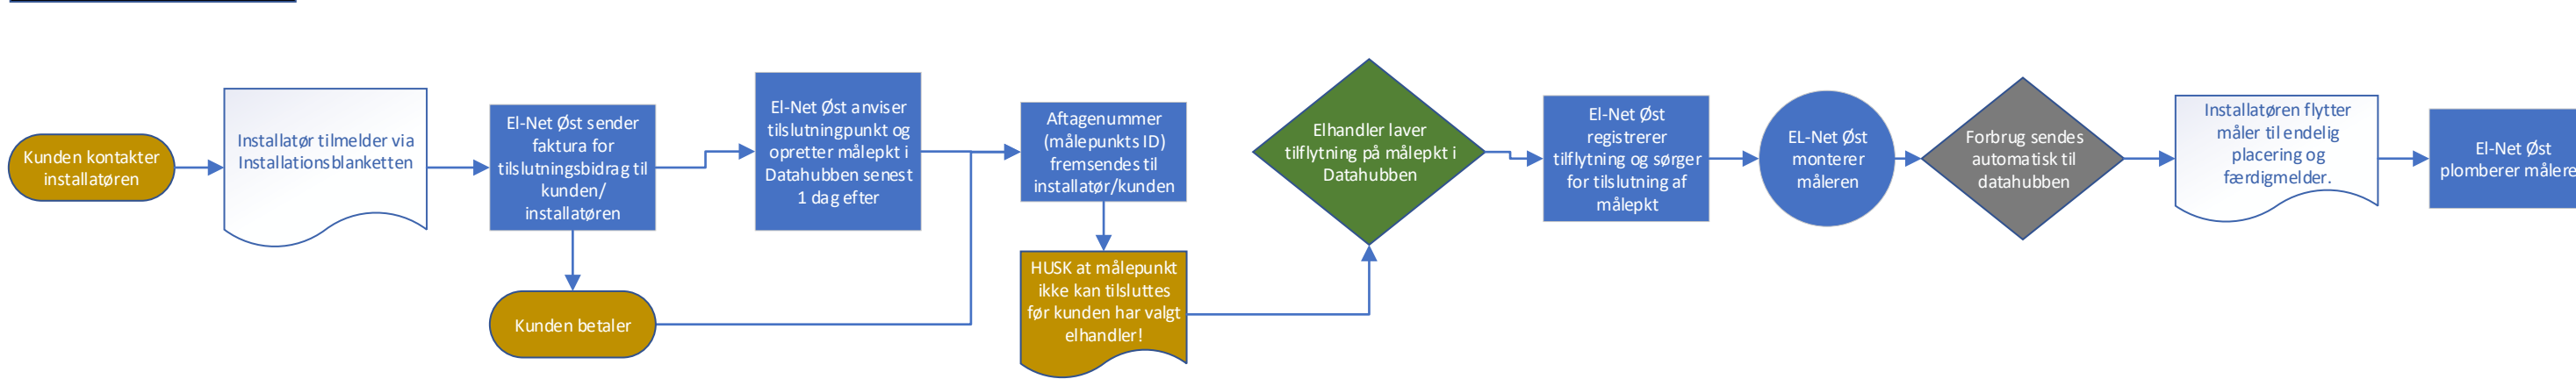 Kunden kontakter
installatøren
Installatør tilmelder via
Installationsblanketten
El-Net Øst sender
faktura for
tilslutningsbidrag til
kunden/
installatøren
Kunden betaler
El-Net Øst anviser
tilslutningpunkt og
opretter målepkt i
Datahubben senest
1 dag efter
Aftagenummer
(målepunkts ID)
fremsendes til
installatør/kunden
HUSK at målepunkt
ikke kan tilsluttes
før kunden har valgt
elhandler!
Elhandler laver
tilflytning på målepkt i
Datahubben
El-Net Øst
registrerer
tilflytning og sørger
for tilslutning af
målepkt
EL-Net Øst
monterer
måleren
Forbrug sendes
automatisk til
datahubben
Installatøren flytter
måler til endelig
placering og
færdigmelder.
El-Net Øst
plomberer målere